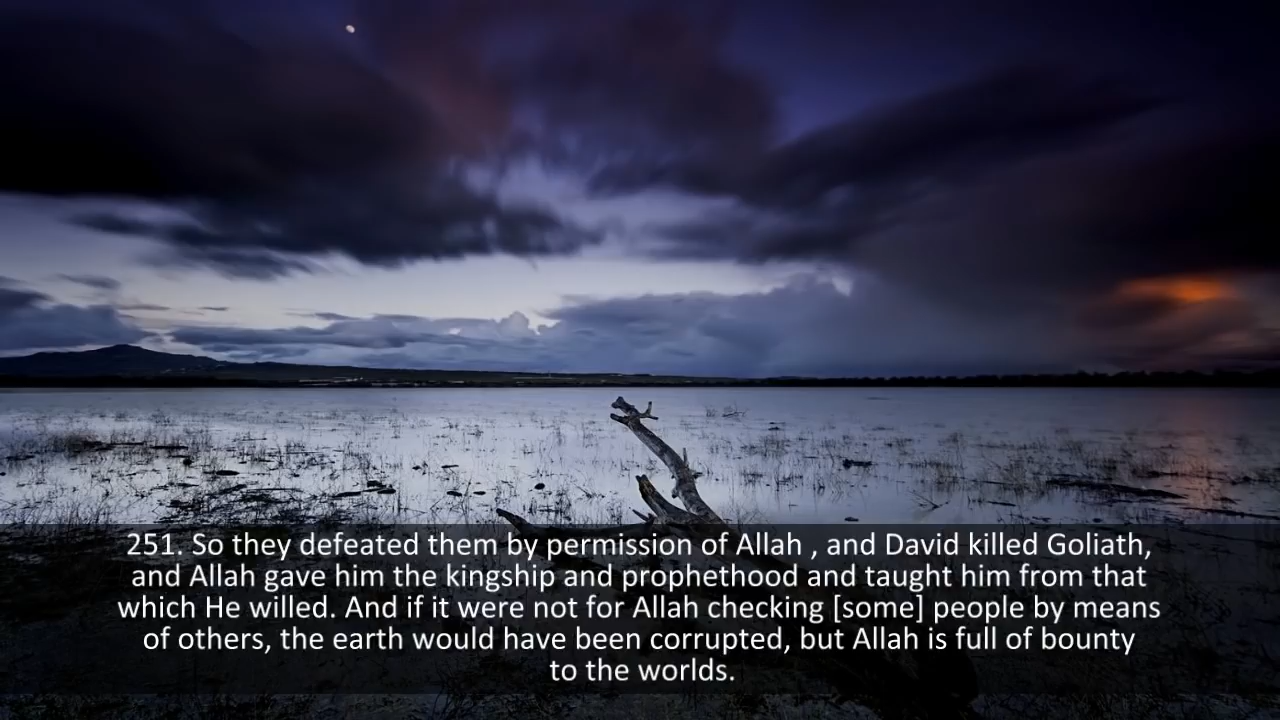 251. So they defeated them by permission of Allah , and David killed Goliath,
and Allah gave him the kingship and prophethood and taught him from that
which He willed. And if it were not for Allah checking [some] people by means
of others, the earth would have been corrupted, but Allah is full of bounty
to the worlds.